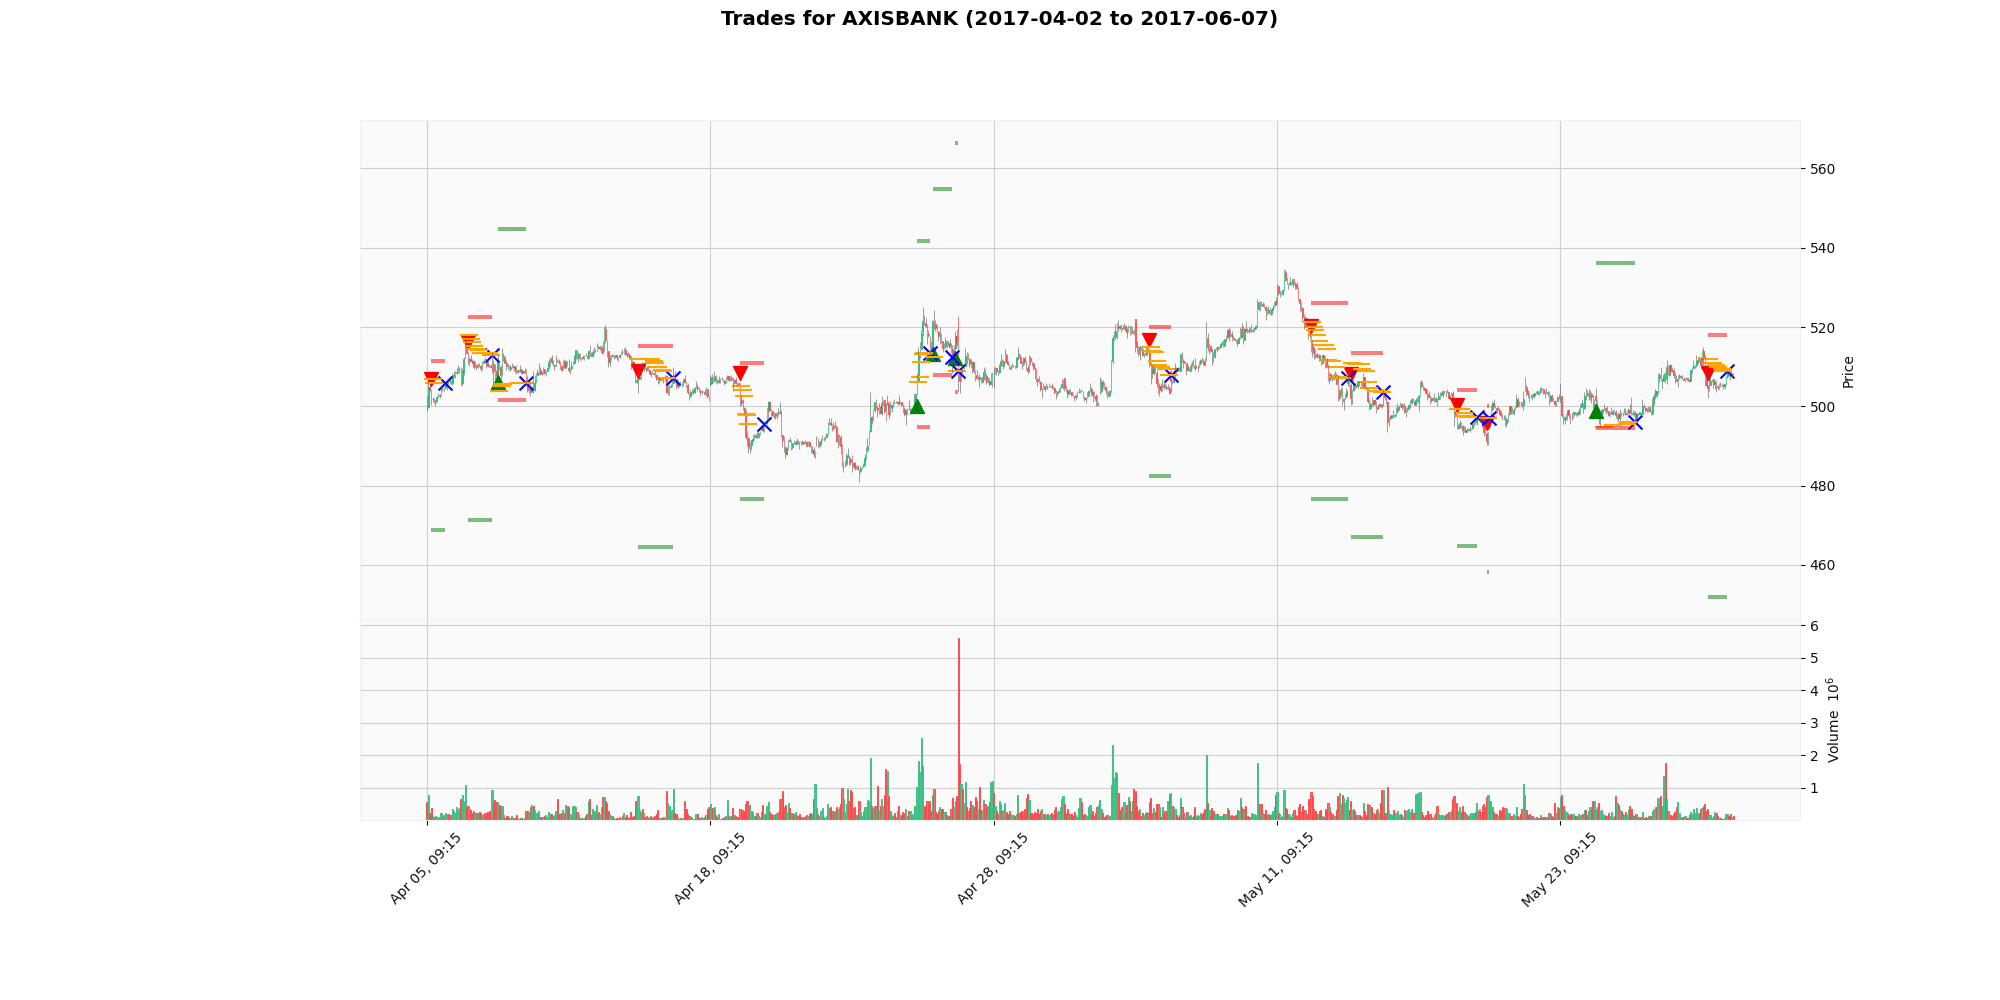 Trades for AXISBANK (2017-04-02 to 2017-06-07)
560
540
520
500
480
460
Price
6
5
4
3
2
1
Volume 10⁶
Apr 05, 09:15
Apr 18, 09:15
Apr 28, 09:15
May 11, 09:15
May 23, 09:15